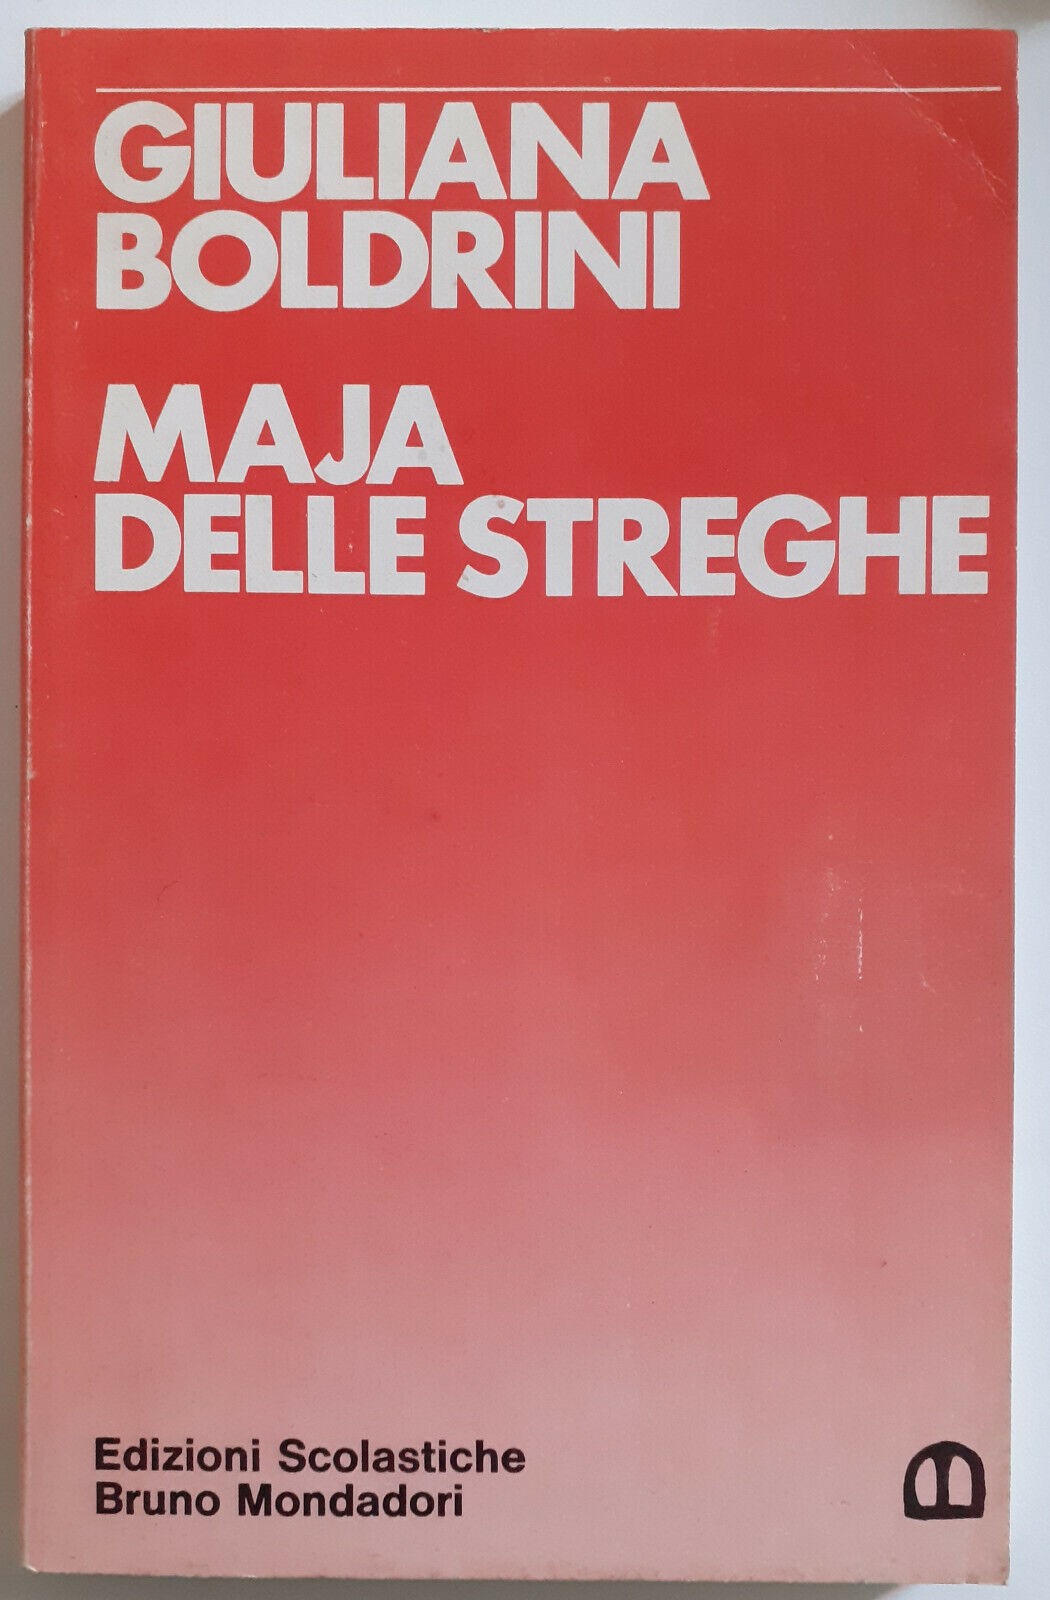 GIULIANA
BOLDRINI
MAJA
DELLE STREGHE
Edizioni Scolastiche
Bruno Mondadori